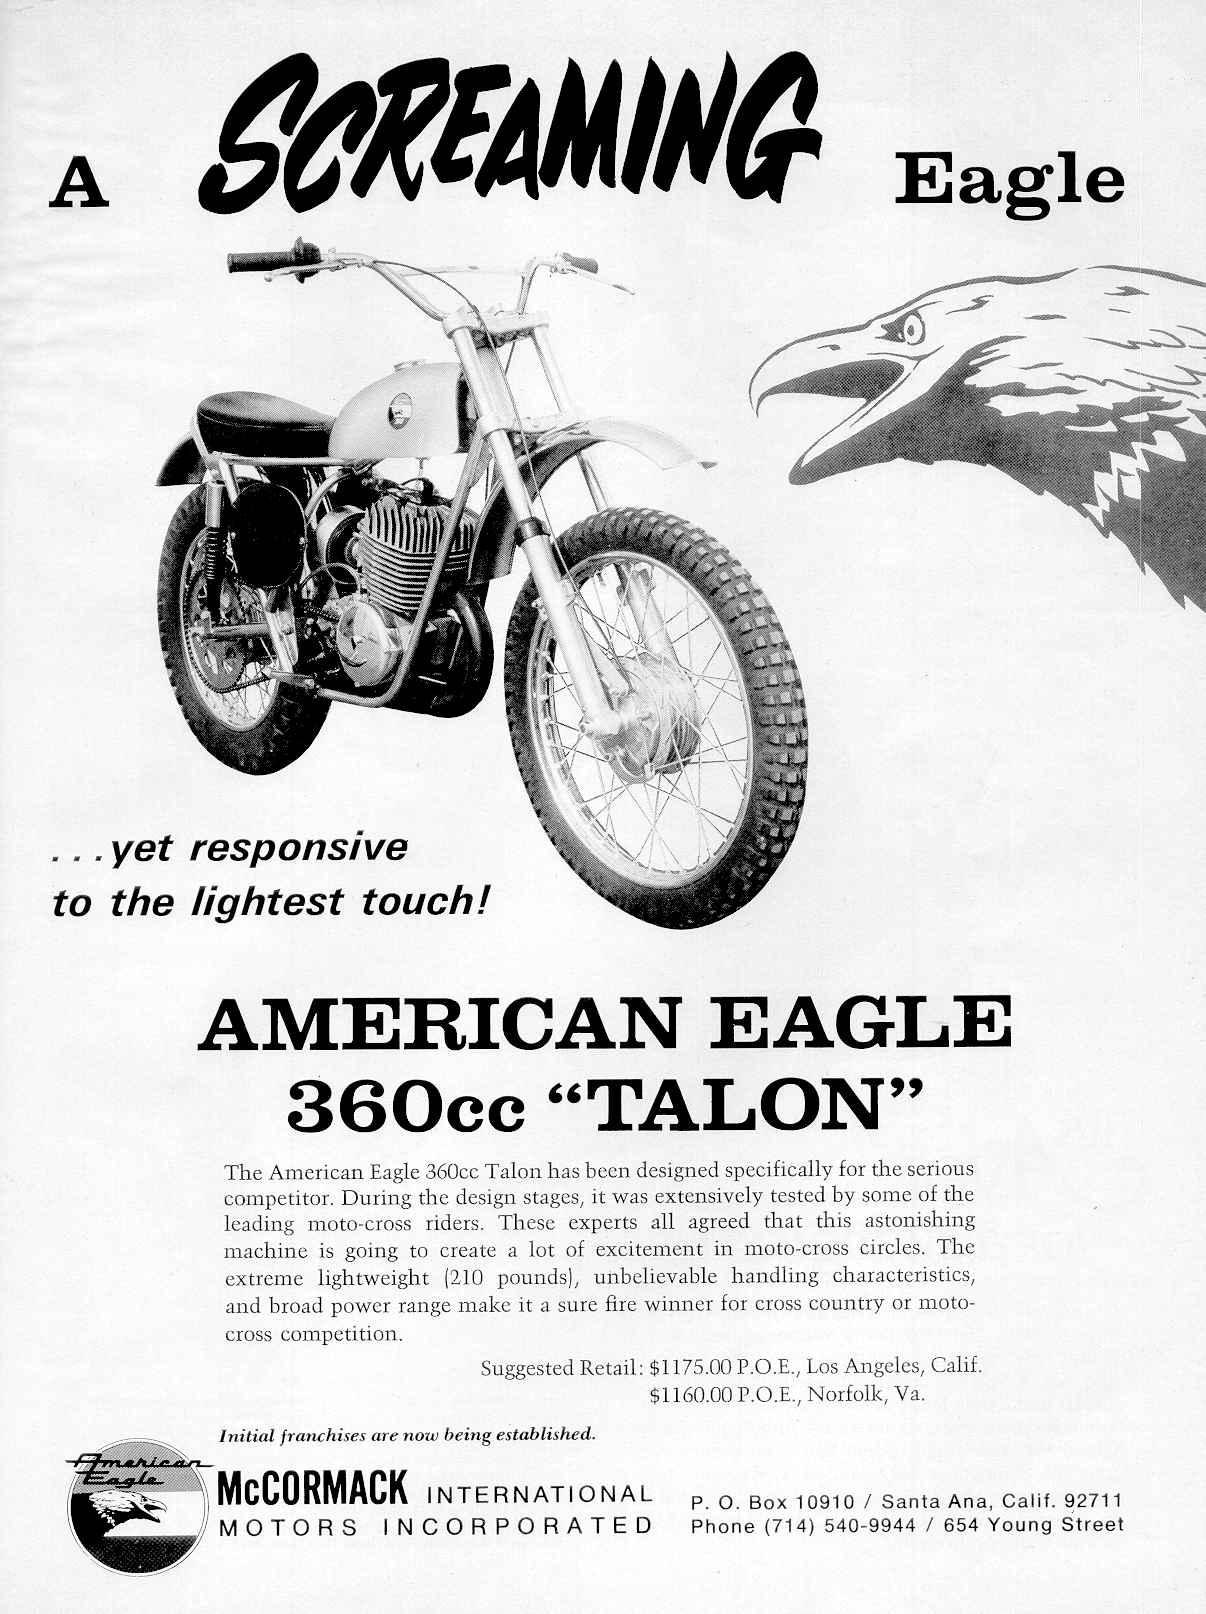 A SCREAMING Eagle
. . . yet responsive
to the lightest touch!
AMERICAN EAGLE
360cc “TALON”
The American Eagle 360cc Talon has been designed specifically for the serious
competitor. During the design stages, it was extensively tested by some of the
leading moto-cross riders. These experts all agreed that this astonishing
machine is going to create a lot of excitement in moto-cross circles. The
extreme lightweight (210 pounds), unbelievable handling characteristics,
and broad power range make it a sure fire winner for cross country or moto-
cross competition.
Suggested Retail: $1175.00 P.O.E., Los Angeles, Calif.
$1160.00 P.O.E., Norfolk, Va.
Initial franchises are now being established.
American
Eagle
McCORMACK INTERNATIONAL
MOTORS INCORPORATED
P. O. Box 10910 / Santa Ana, Calif. 92711
Phone (714) 540-9944 / 654 Young Street